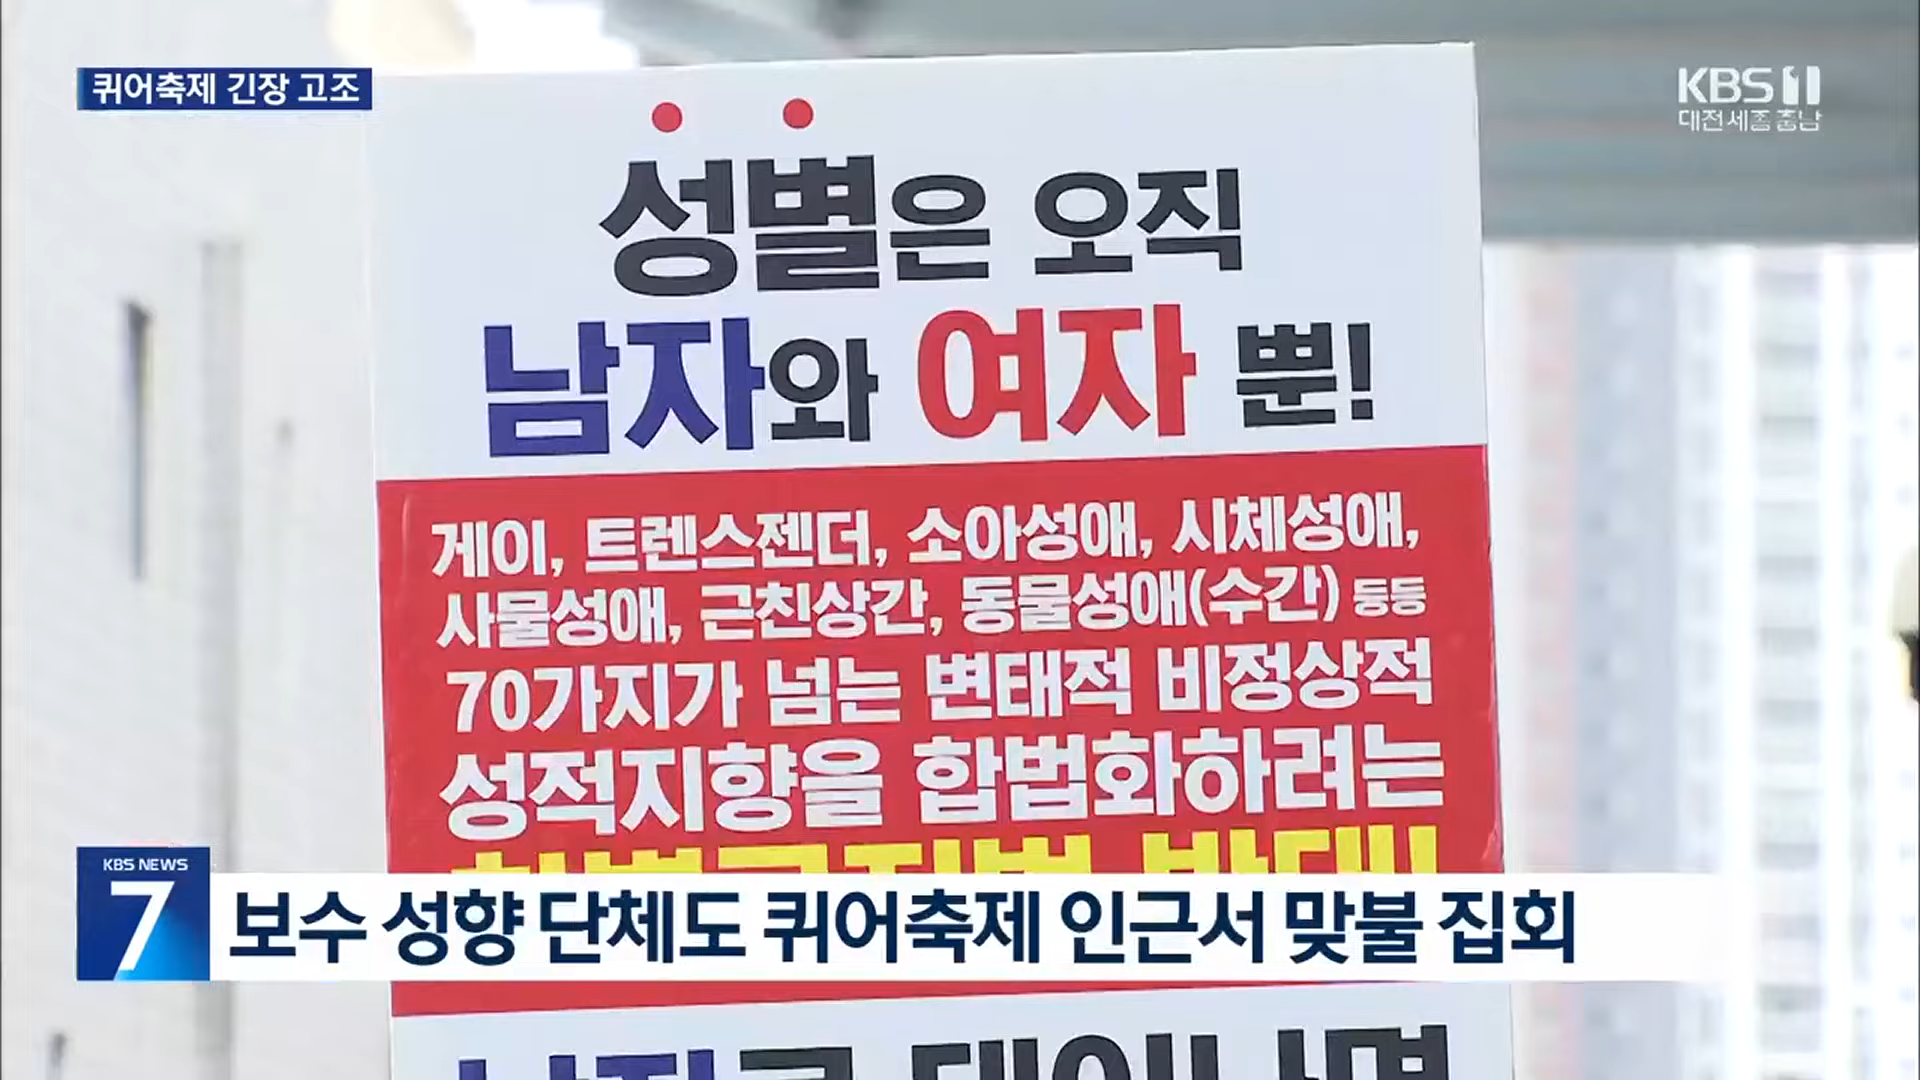 퀴어축제 긴장 고조
KBS 1
대전 세종 충남
성별은 오직
남자와 여자 뿐!
게이, 트렌스젠더, 소아성애, 시체성애,
사물성애, 근친상간, 동물성애(수간) 등등
70가지가 넘는 변태적 비정상적
성적지향을 합법화하려는
KBS NEWS
7
보수 성향 단체도 퀴어축제 인근서 맞불 집회